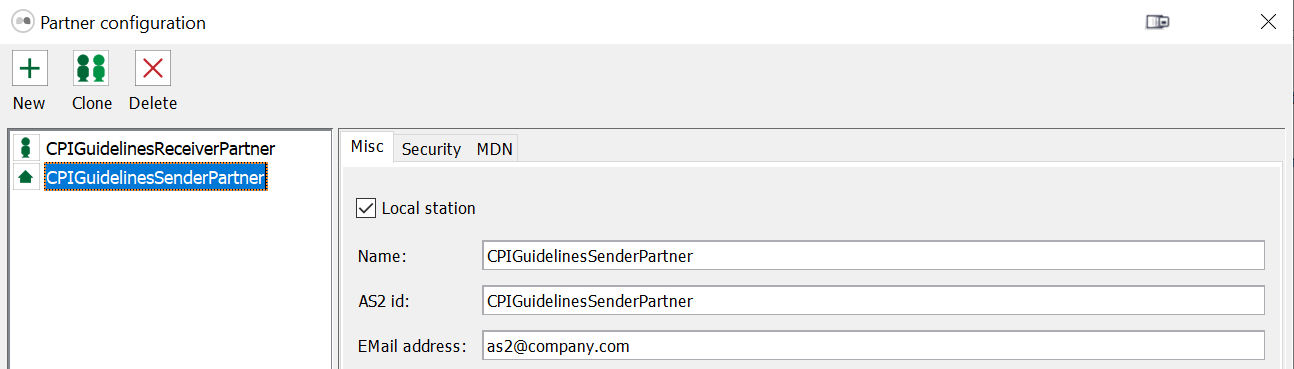 Partner configuration
New Clone Delete
CPIGuidelinesReceiverPartner
CPIGuidelinesSenderPartner
Misc Security MDN
Local station
Name: CPIGuidelinesSenderPartner
AS2 id: CPIGuidelinesSenderPartner
EMail address: as2@company.com